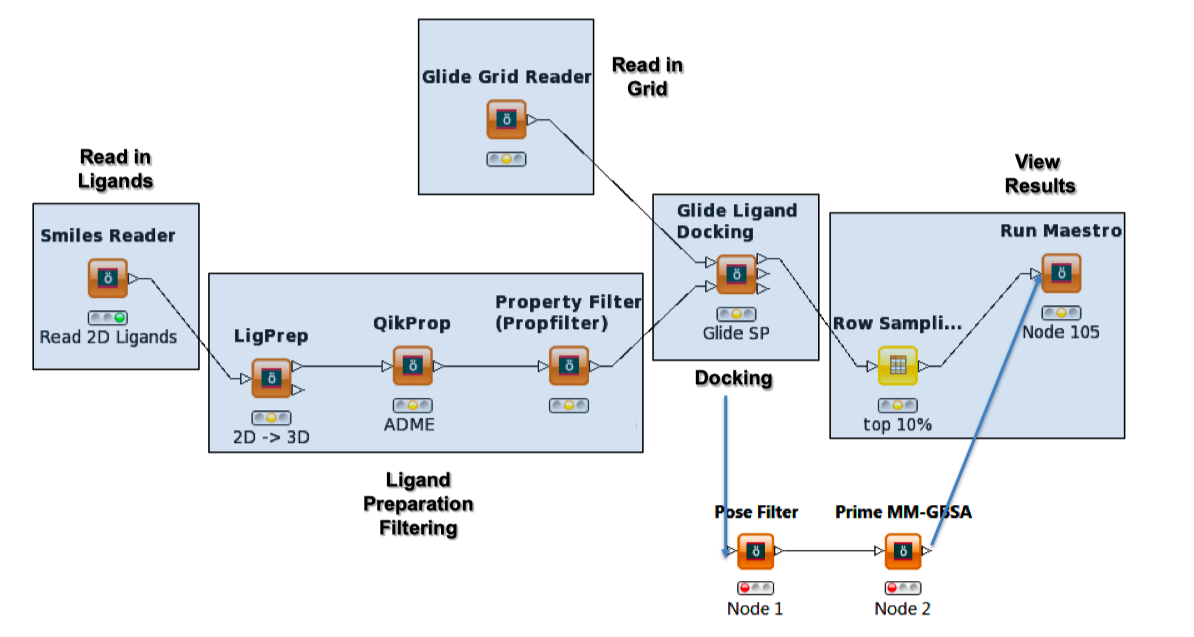 Glide Grid Reader
Read in
Grid
Read in
Ligands
View
Results
Smiles Reader
Read 2D Ligands
Glide Ligand
Docking
Glide SP
Docking
Run Maestro
Node 105
Row Sampli...
top 10%
LigPrep
2D -> 3D
QikProp
ADME
Property Filter
(Propfilter)
Ligand
Preparation
Filtering
Pose Filter
Node 1
Prime MM-GBSA
Node 2